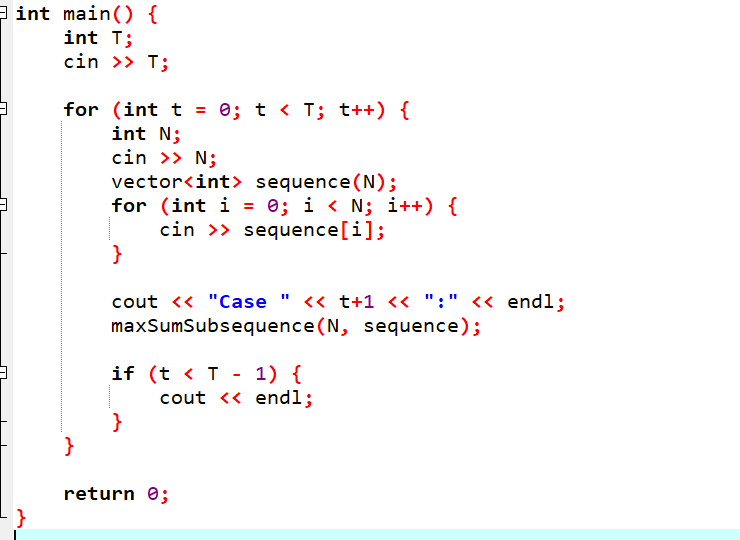 int main() {
    int T;
    cin >> T;

    for (int t = 0; t < T; t++) {
        int N;
        cin >> N;
        vector<int> sequence(N);
        for (int i = 0; i < N; i++) {
            cin >> sequence[i];
        }

        cout << "Case " << t+1 << ":" << endl;
        maxSumSubsequence(N, sequence);

        if (t < T - 1) {
            cout << endl;
        }
    }

    return 0;
}